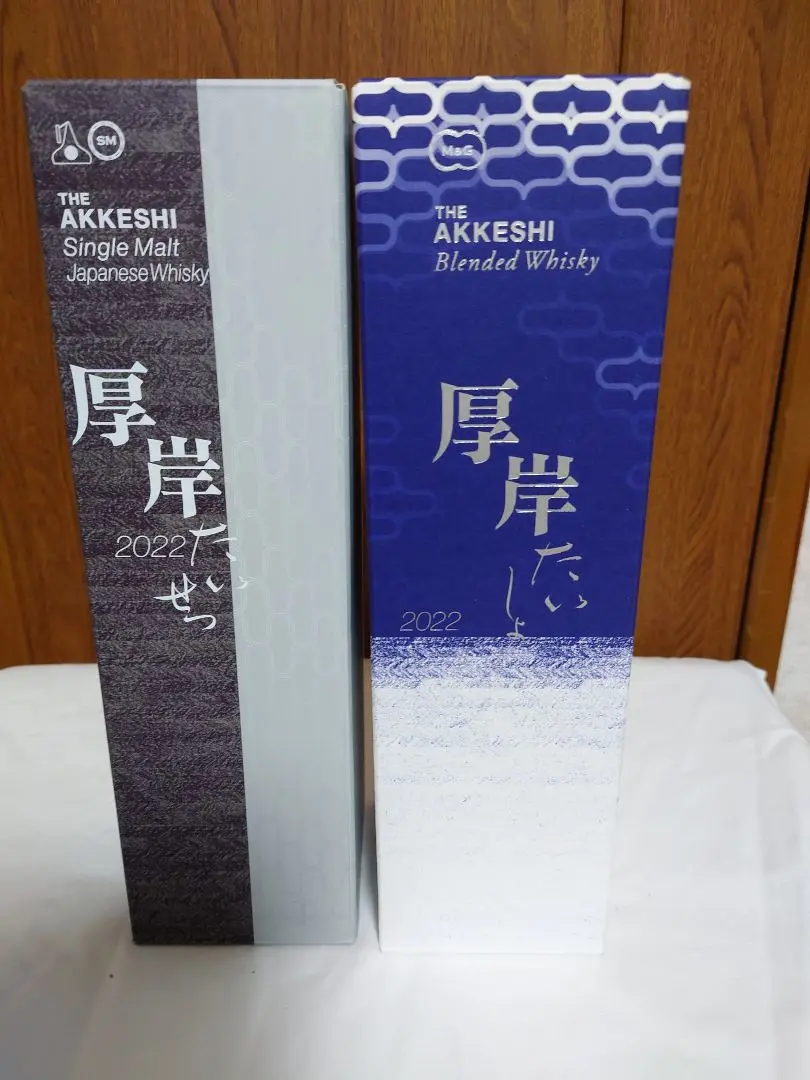 SM
THE
AKKESHI
Single Malt
Japanese Whisky
厚岸
2022
たいせつ
M&G
THE
AKKESHI
Blended Whisky
厚岸
たいしょ
2022